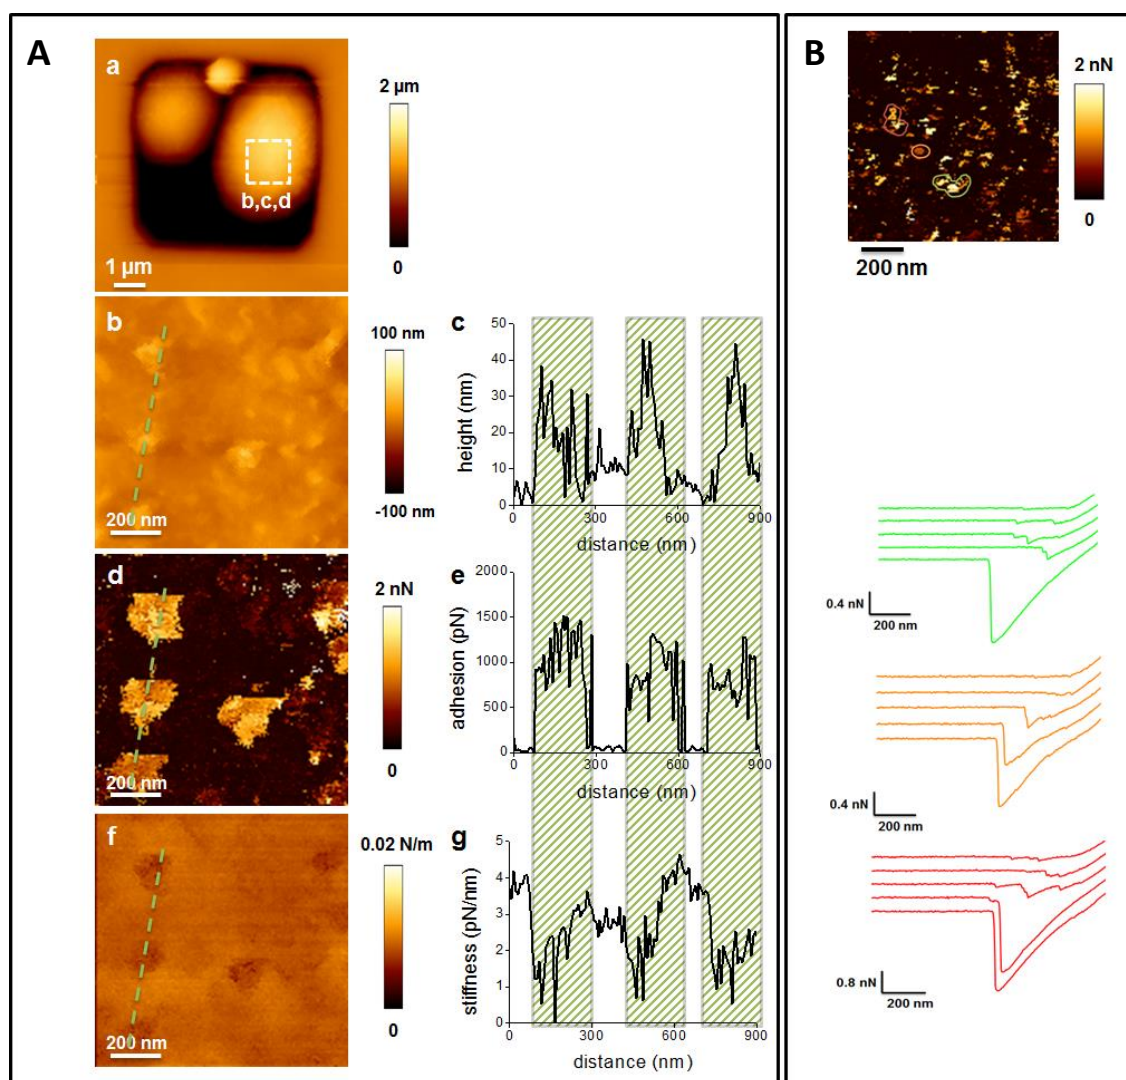 A
a
2 µm
b,c,d
1 µm
0
b
100 nm
-100 nm
200 nm
c
height (nm)
50
40
30
20
10
0
0 300 600 900
distance (nm)
d
2 nN
0
200 nm
e
adhesion (pN)
2000
1500
1000
500
0
0 300 600 900
distance (nm)
f
0.02 N/m
0
200 nm
g
stiffness (pN/nm)
5
4
3
2
1
0
0 300 600 900
distance (nm)
B
2 nN
0
200 nm
0.4 nN
200 nm
0.4 nN
200 nm
0.8 nN
200 nm